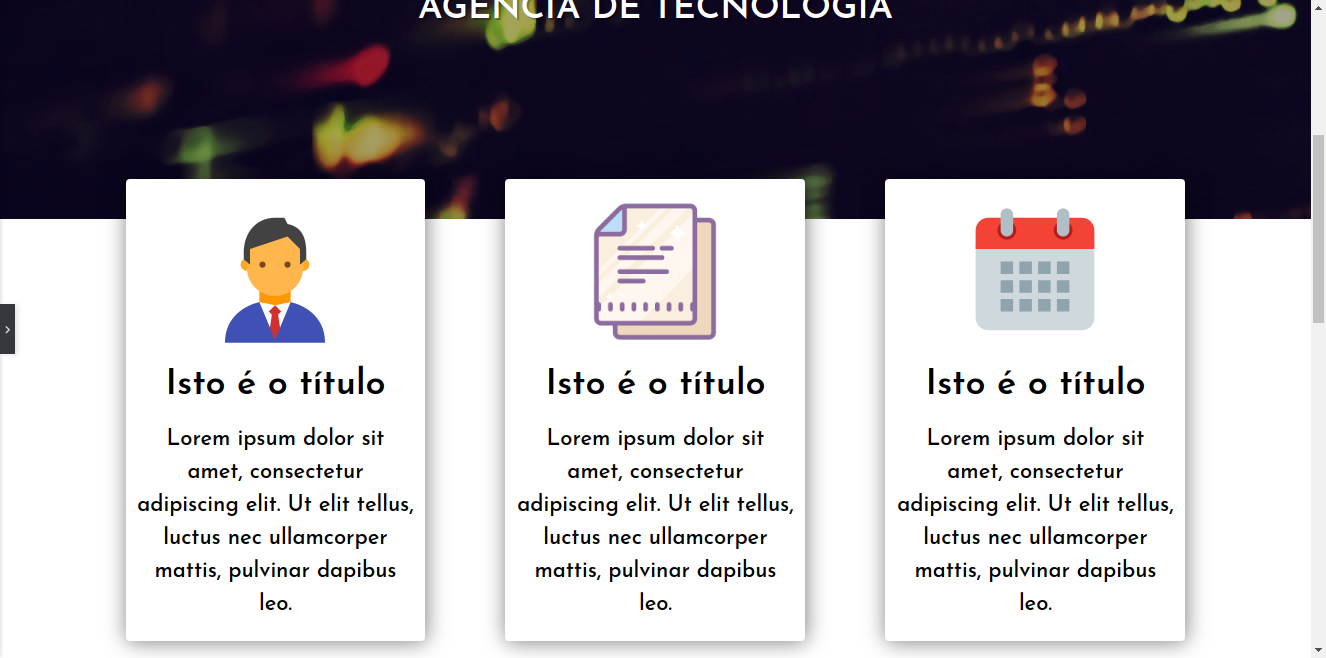 AGÊNCIA DE TECNOLOGIA
Isto é o título
Lorem ipsum dolor sit
amet, consectetur
adipiscing elit. Ut elit tellus,
luctus nec ullamcorper
mattis, pulvinar dapibus
leo.
Isto é o título
Lorem ipsum dolor sit
amet, consectetur
adipiscing elit. Ut elit tellus,
luctus nec ullamcorper
mattis, pulvinar dapibus
leo.
Isto é o título
Lorem ipsum dolor sit
amet, consectetur
adipiscing elit. Ut elit tellus,
luctus nec ullamcorper
mattis, pulvinar dapibus
leo.